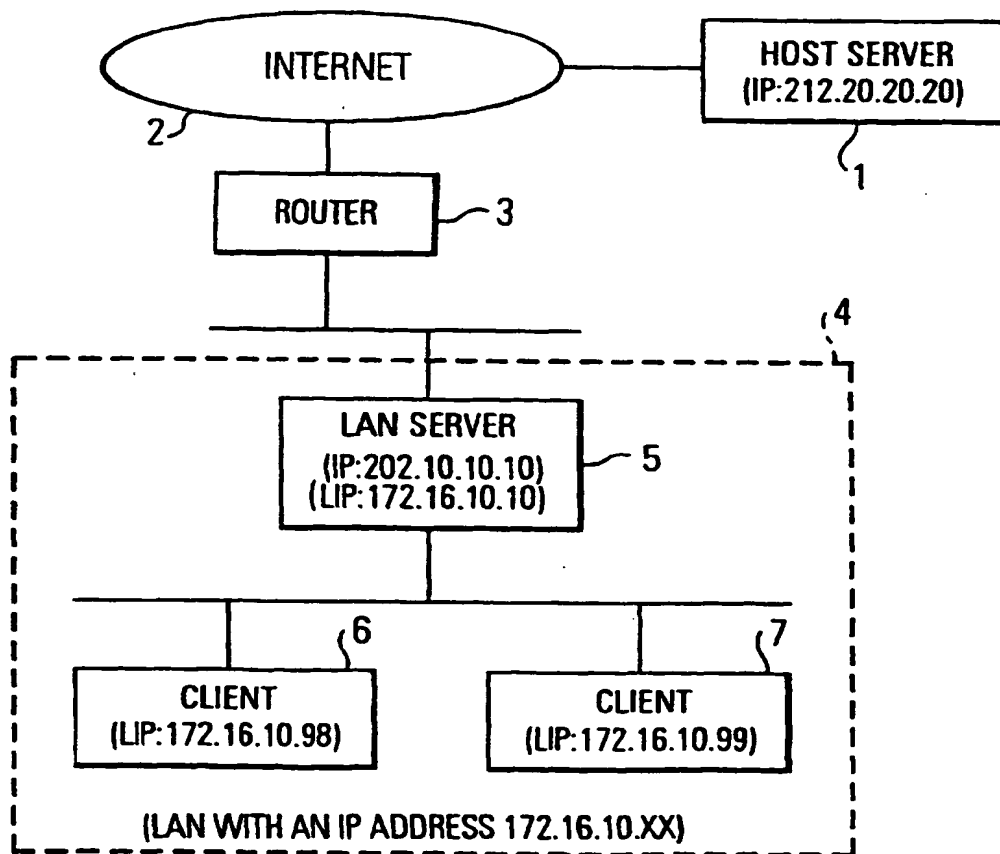 INTERNET
HOST SERVER
(IP:212.20.20.20)
2
1
ROUTER
3
4
LAN SERVER
(IP:202.10.10.10)
(LIP:172.16.10.10)
5
6
7
CLIENT
(LIP:172.16.10.98)
CLIENT
(LIP:172.16.10.99)
(LAN WITH AN IP ADDRESS 172.16.10.XX)